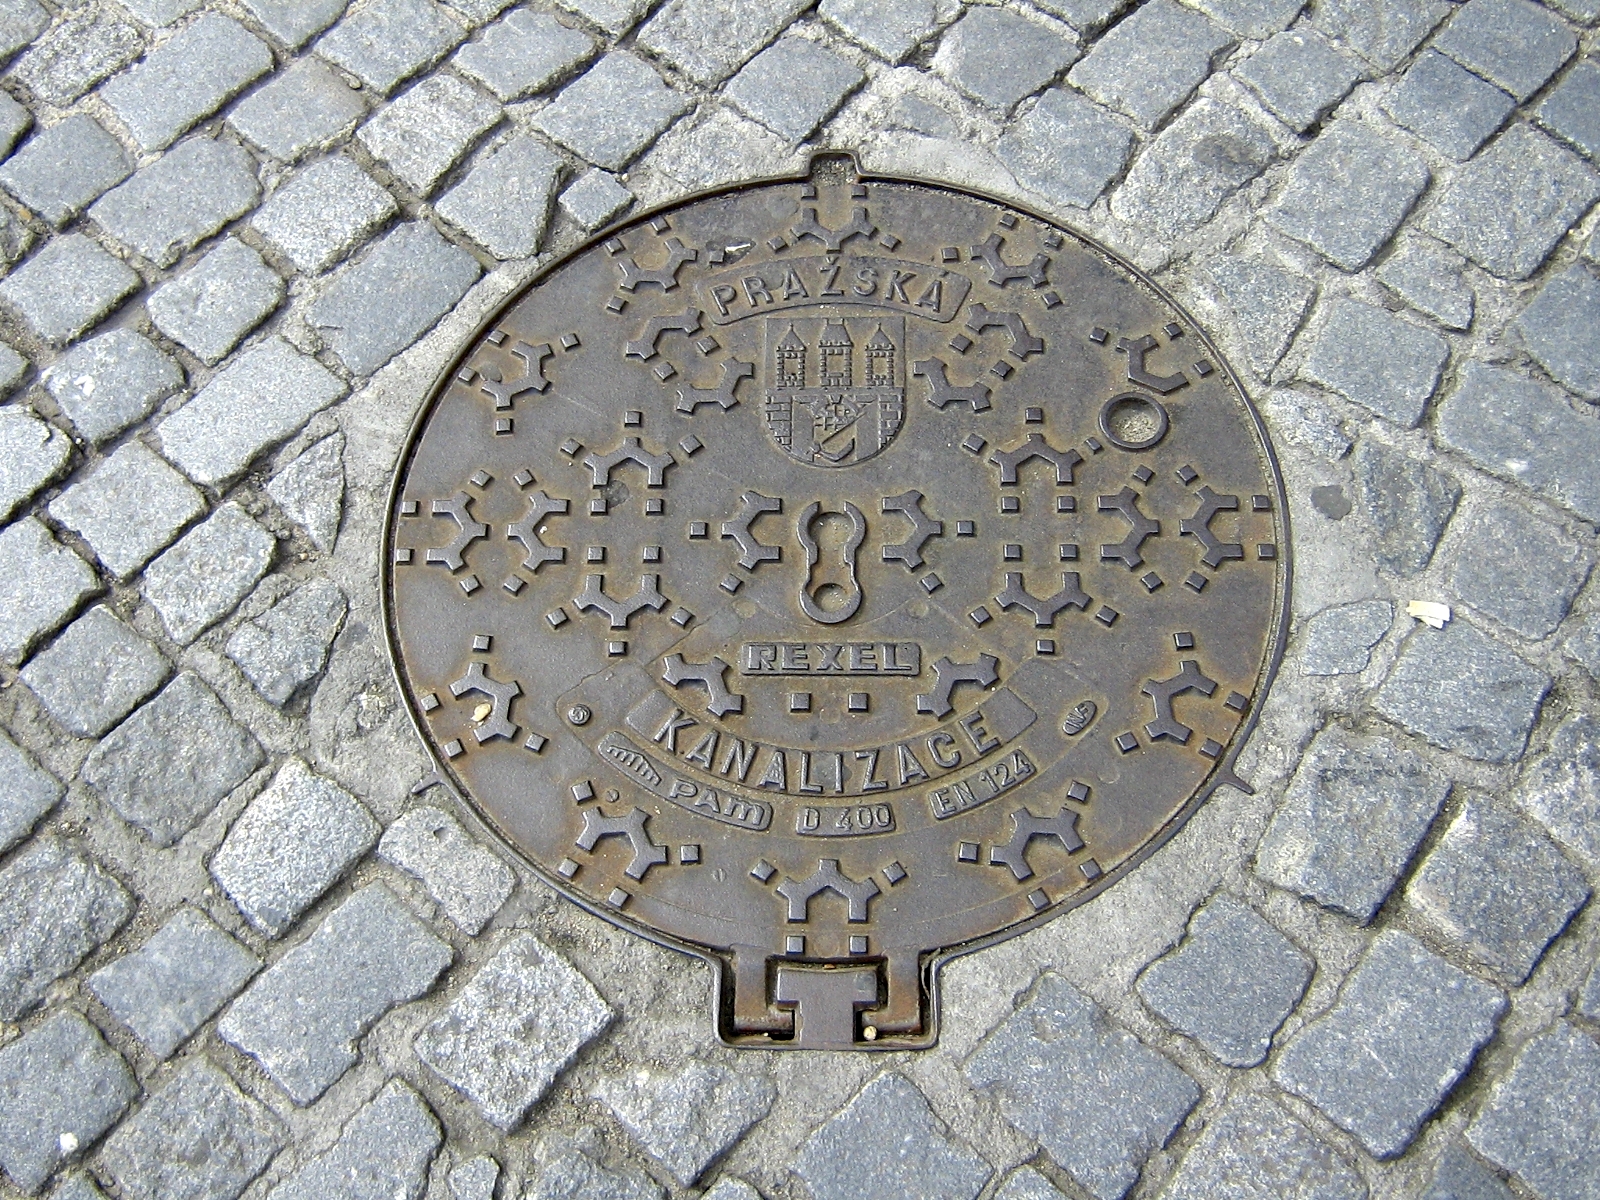 PRAŽSKÁ
REXEL
KANALIZACE
PAM D 400 EN 124